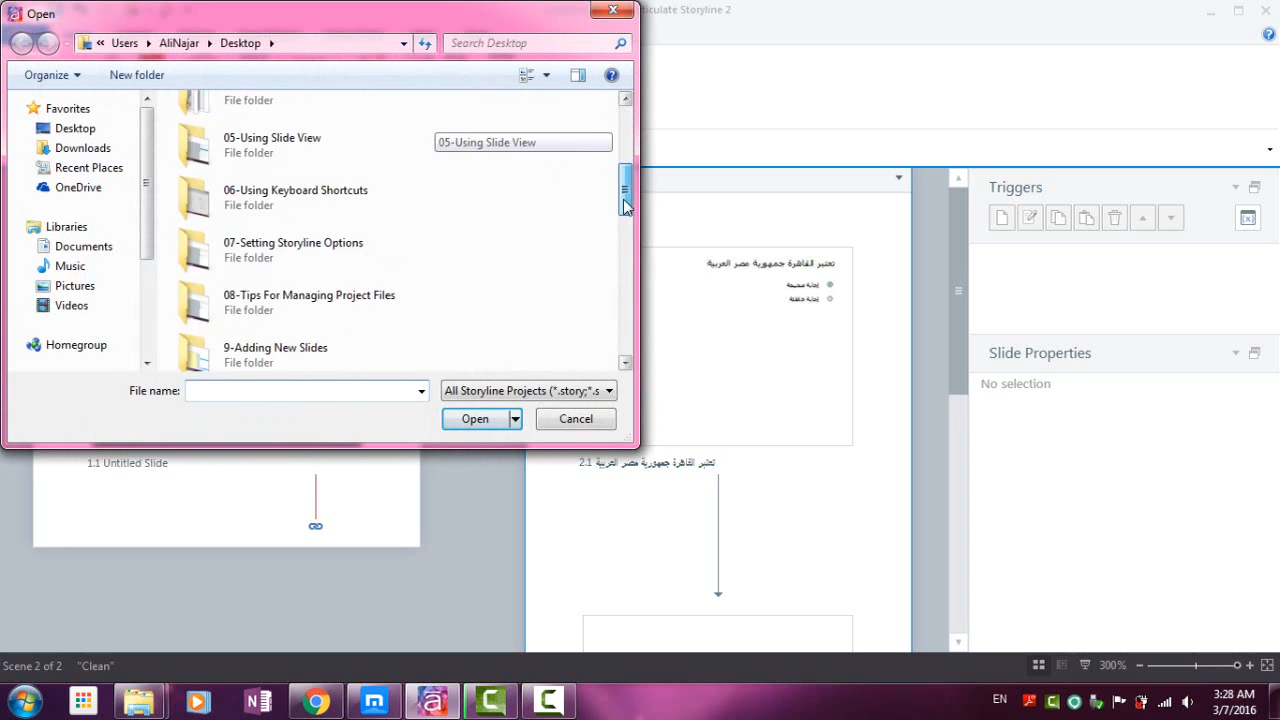 Open
ticulate Storyline 2
Users
AliNajar
Desktop
Search Desktop
Organize
New folder
Favorites
Desktop
Downloads
Recent Places
OneDrive
Libraries
Documents
Music
Pictures
Videos
Homegroup
File folder
05-Using Slide View
File folder
05-Using Slide View
06-Using Keyboard Shortcuts
File folder
07-Setting Storyline Options
File folder
08-Tips For Managing Project Files
File folder
9-Adding New Slides
File folder
File name:
All Storyline Projects (*.story;*.s
Open
Cancel
Triggers
Slide Properties
No selection
تعتبر القاهرة جمهورية مصر العربية
إجابة صحيحة
إجابة خاطئة
1.1 Untitled Slide
2.1 تعتبر القاهرة جمهورية مصر العربية
Scene 2 of 2
"Clean"
300%
EN
3:28 AM
3/7/2016